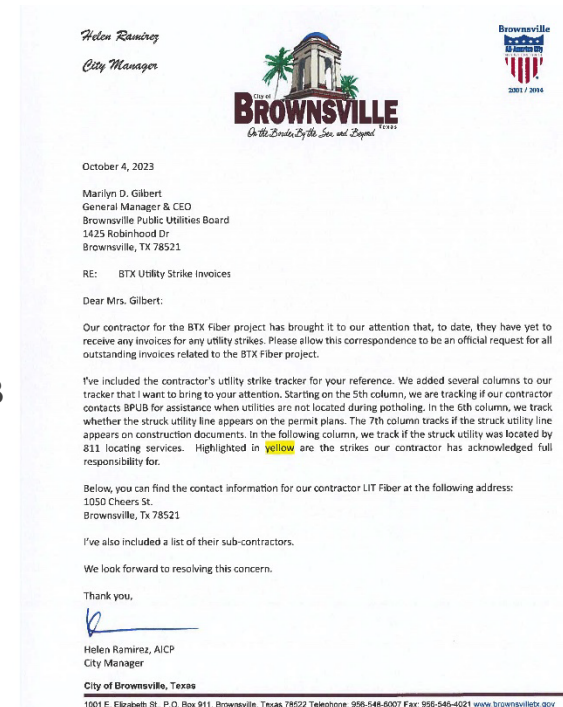 Helen Ramirez
City Manager
City of
BROWNSVILLE
Texas
On the Border By the Sea and Beyond
Brownsville
All-America City
2001 / 2014
October 4, 2023
Marilyn D. Gilbert
General Manager & CEO
Brownsville Public Utilities Board
1425 Robinhood Dr
Brownsville, TX 78521
RE: BTX Utility Strike Invoices
Dear Mrs. Gilbert:
Our contractor for the BTX Fiber project has brought it to our attention that, to date, they have yet to
receive any invoices for any utility strikes. Please allow this correspondence to be an official request for all
outstanding invoices related to the BTX Fiber project.
I've included the contractor's utility strike tracker for your reference. We added several columns to our
tracker that I want to bring to your attention. Starting on the 5th column, we are tracking if our contractor
contacts BPUB for assistance when utilities are not located during potholing. In the 6th column, we track
whether the struck utility line appears on the permit plans. The 7th column tracks if the struck utility line
appears on construction documents. In the following column, we track if the struck utility was located by
811 locating services. Highlighted in yellow are the strikes our contractor has acknowledged full
responsibility for.
Below, you can find the contact information for our contractor LIT Fiber at the following address:
1050 Cheers St.
Brownsville, Tx 78521
I've also included a list of their sub-contractors.
We look forward to resolving this concern.
Thank you,
Helen Ramirez, AICP
City Manager
City of Brownsville, Texas
1001 E. Elizabeth St. P.O. Box 911, Brownsville, Texas 78522 Telephone: 956-548-6007 Fax: 956-546-4021 www.brownsvilletx.gov